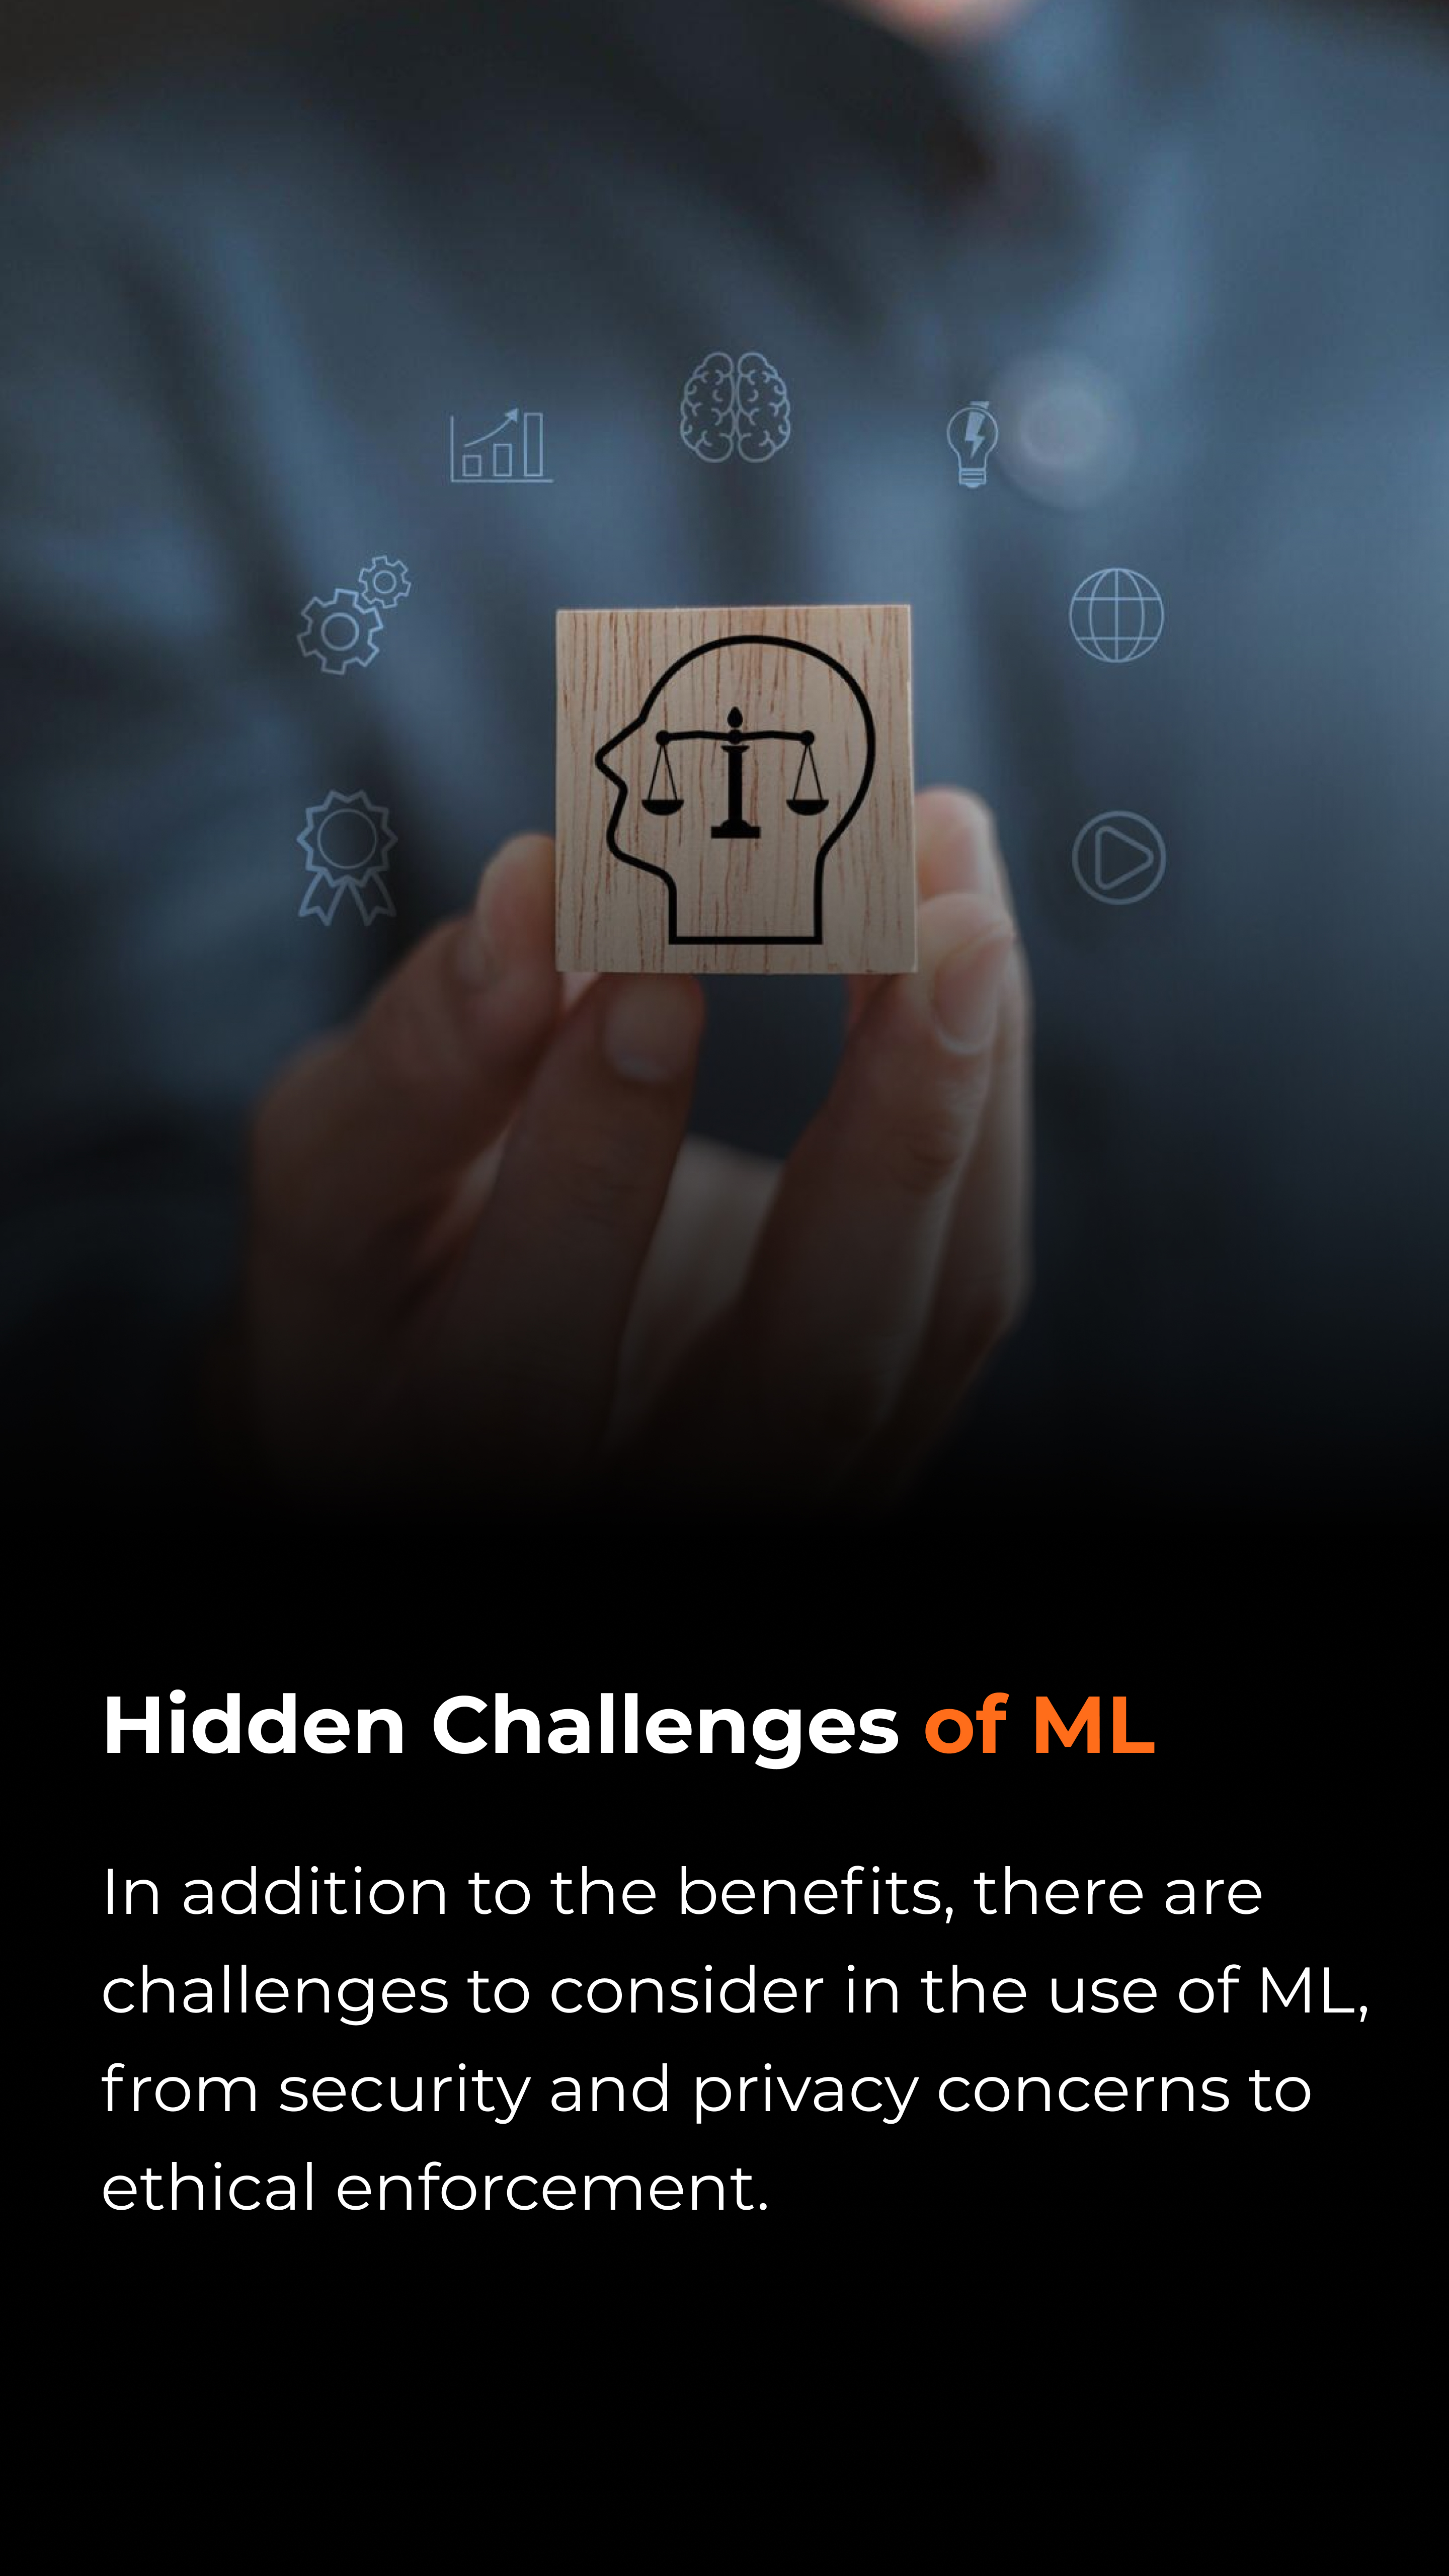 Hidden Challenges of ML
In addition to the benefits, there are
challenges to consider in the use of ML,
from security and privacy concerns to
ethical enforcement.